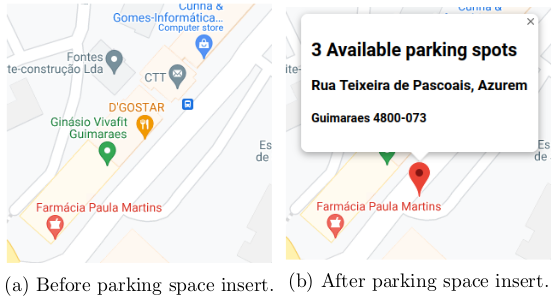 Cunha &
Gomes-Informática...
Computer store
Fontes
te-construção Lda
CTT
D'GOSTAR
Ginásio Vivafit
Guimaraes
Es
de
Farmácia Paula Martins
(a) Before parking space insert.
Cunha &
×
3 Available parking spots
Rua Teixeira de Pascoais, Azurem
Guimaraes 4800-073
ite-
Es
de a
Farmácia Paula Martins
(b) After parking space insert.